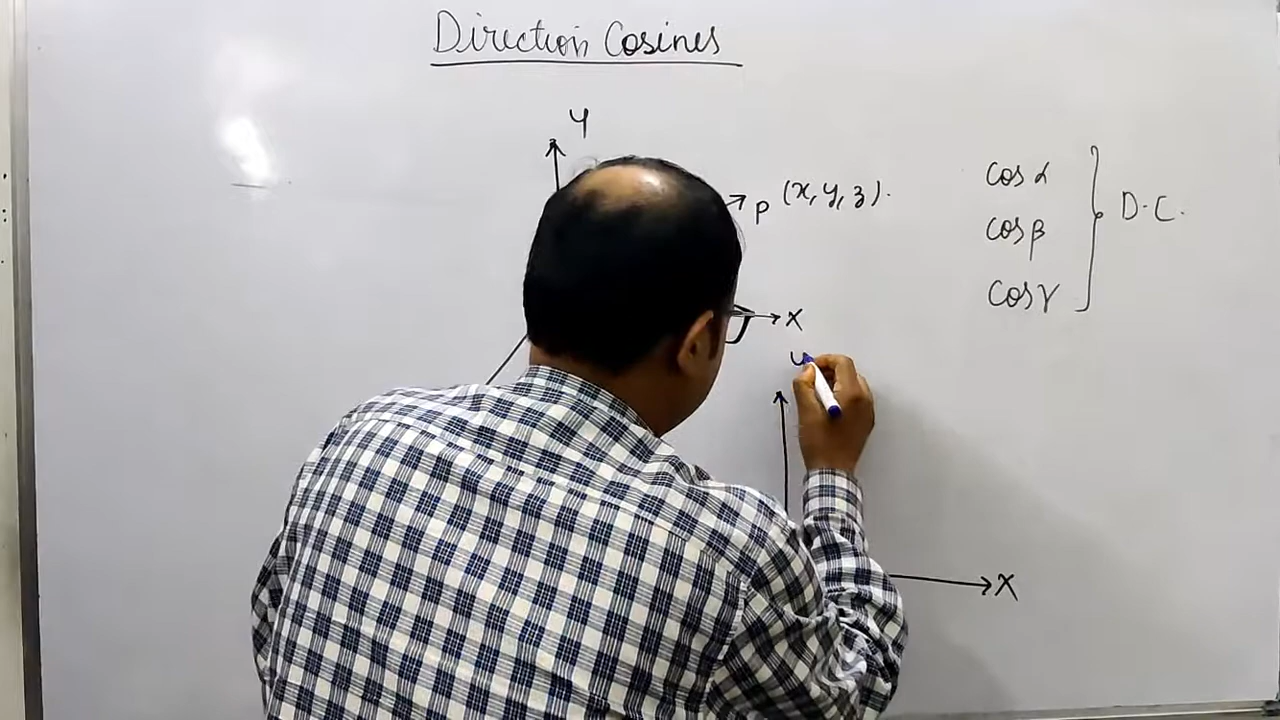 Direction Cosines
y
P (x, y, z).
cos α
cos β
cos γ
D.C.
X
X